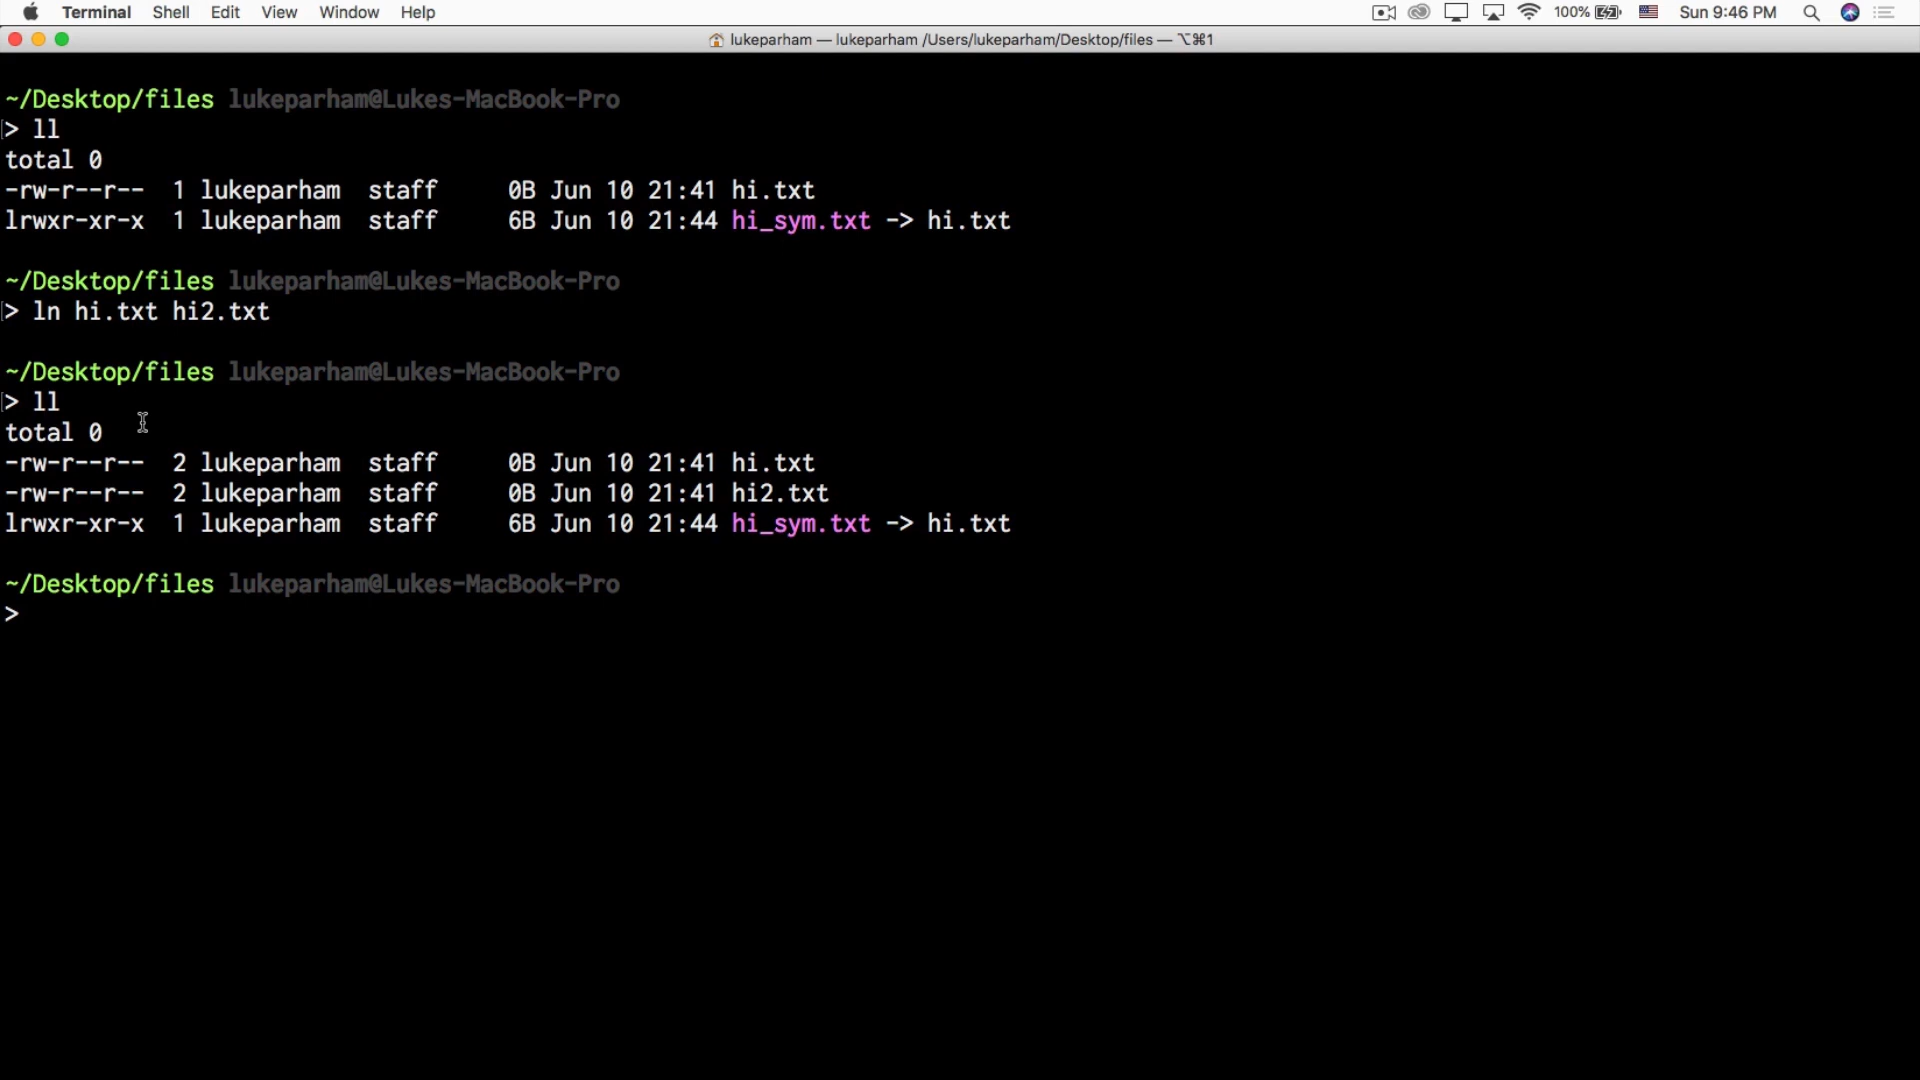 Terminal Shell Edit View Window Help 100% Sun 9:46 PM
lukeparham — lukeparham /Users/lukeparham/Desktop/files — ⌥⌘1
~/Desktop/files lukeparham@Lukes-MacBook-Pro
> ll
total 0
-rw-r--r-- 1 lukeparham staff 0B Jun 10 21:41 hi.txt
lrwxr-xr-x 1 lukeparham staff 6B Jun 10 21:44 hi_sym.txt -> hi.txt
~/Desktop/files lukeparham@Lukes-MacBook-Pro
> ln hi.txt hi2.txt
~/Desktop/files lukeparham@Lukes-MacBook-Pro
> ll
total 0
-rw-r--r-- 2 lukeparham staff 0B Jun 10 21:41 hi.txt
-rw-r--r-- 2 lukeparham staff 0B Jun 10 21:41 hi2.txt
lrwxr-xr-x 1 lukeparham staff 6B Jun 10 21:44 hi_sym.txt -> hi.txt
~/Desktop/files lukeparham@Lukes-MacBook-Pro
>